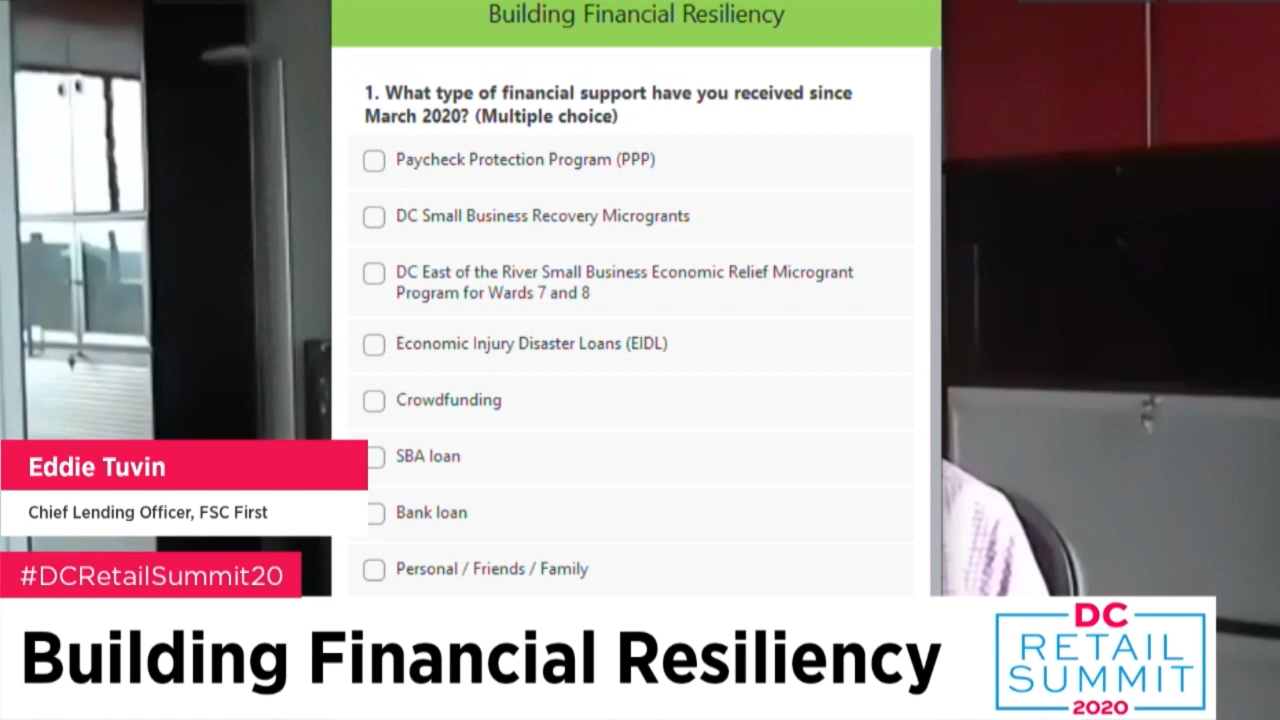 Building Financial Resiliency
1. What type of financial support have you received since
March 2020? (Multiple choice)
Paycheck Protection Program (PPP)
DC Small Business Recovery Microgrants
DC East of the River Small Business Economic Relief Microgrant
Program for Wards 7 and 8
Economic Injury Disaster Loans (EIDL)
Crowdfunding
SBA loan
Bank loan
Personal / Friends / Family
Eddie Tuvin
Chief Lending Officer, FSC First
#DCRetailSummit20
Building Financial Resiliency
DC
RETAIL
SUMMIT
2020